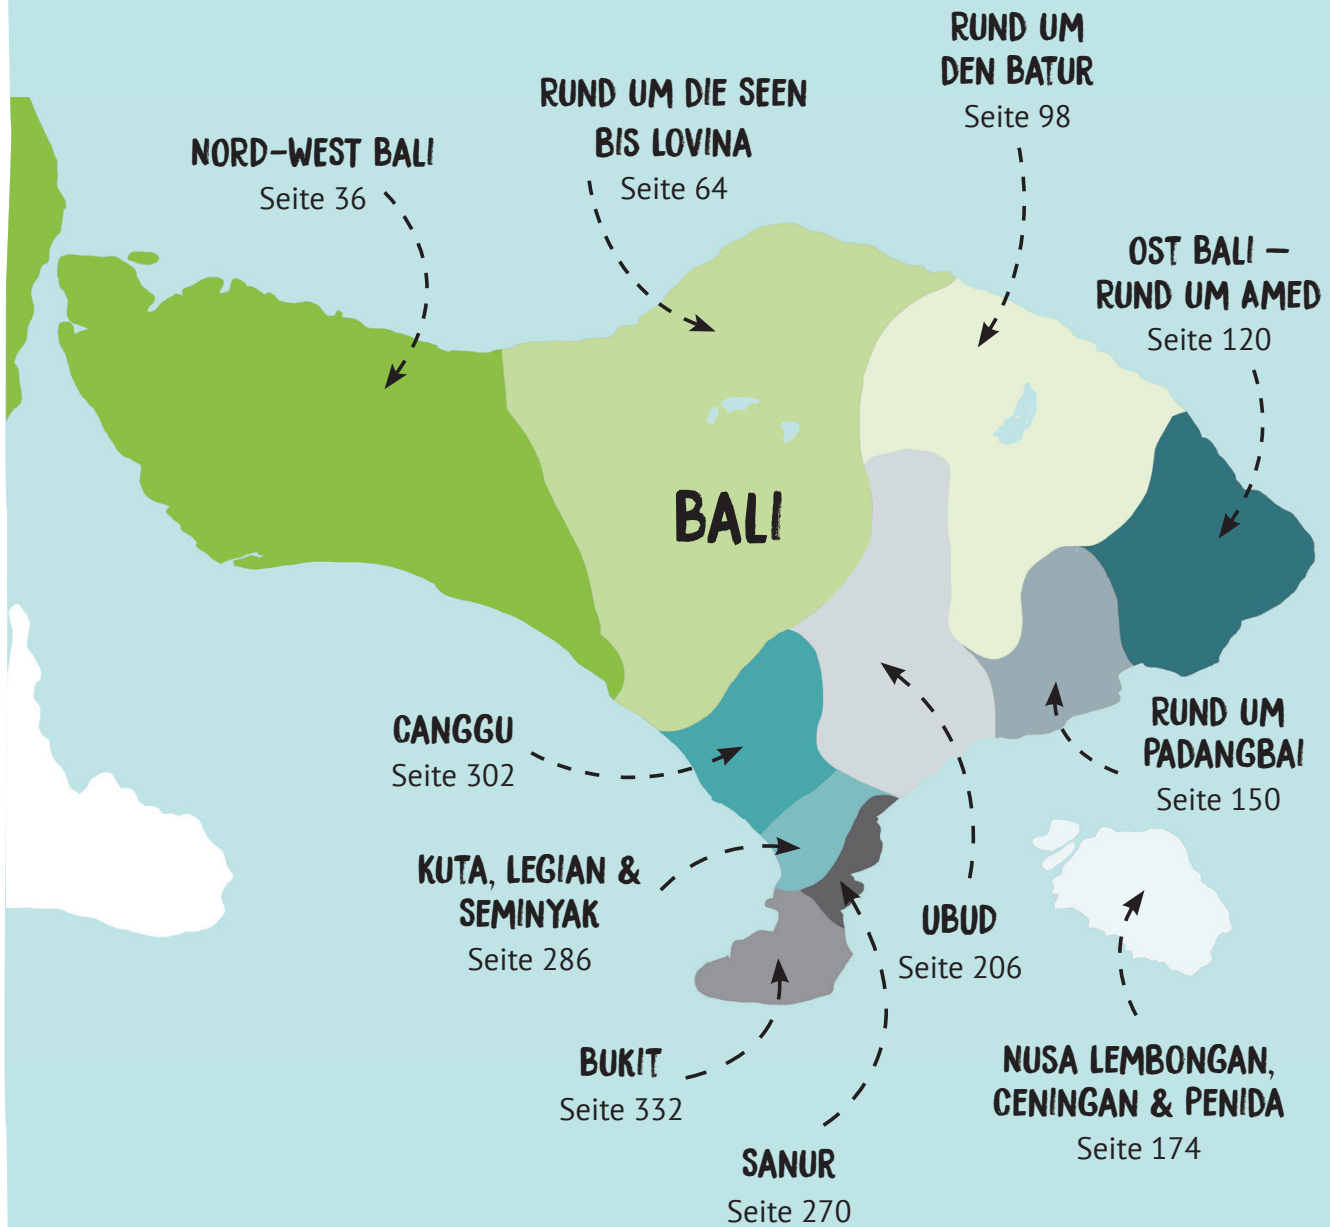 RUND UM
DEN BATUR
Seite 98
RUND UM DIE SEEN
BIS LOVINA
Seite 64
NORD-WEST BALI
Seite 36
OST BALI –
RUND UM AMED
Seite 120
BALI
CANGGU
Seite 302
RUND UM
PADANGBAI
Seite 150
KUTA, LEGIAN &
SEMINYAK
Seite 286
UBUD
Seite 206
BUKIT
Seite 332
NUSA LEMBONGAN,
CENINGAN & PENIDA
Seite 174
SANUR
Seite 270